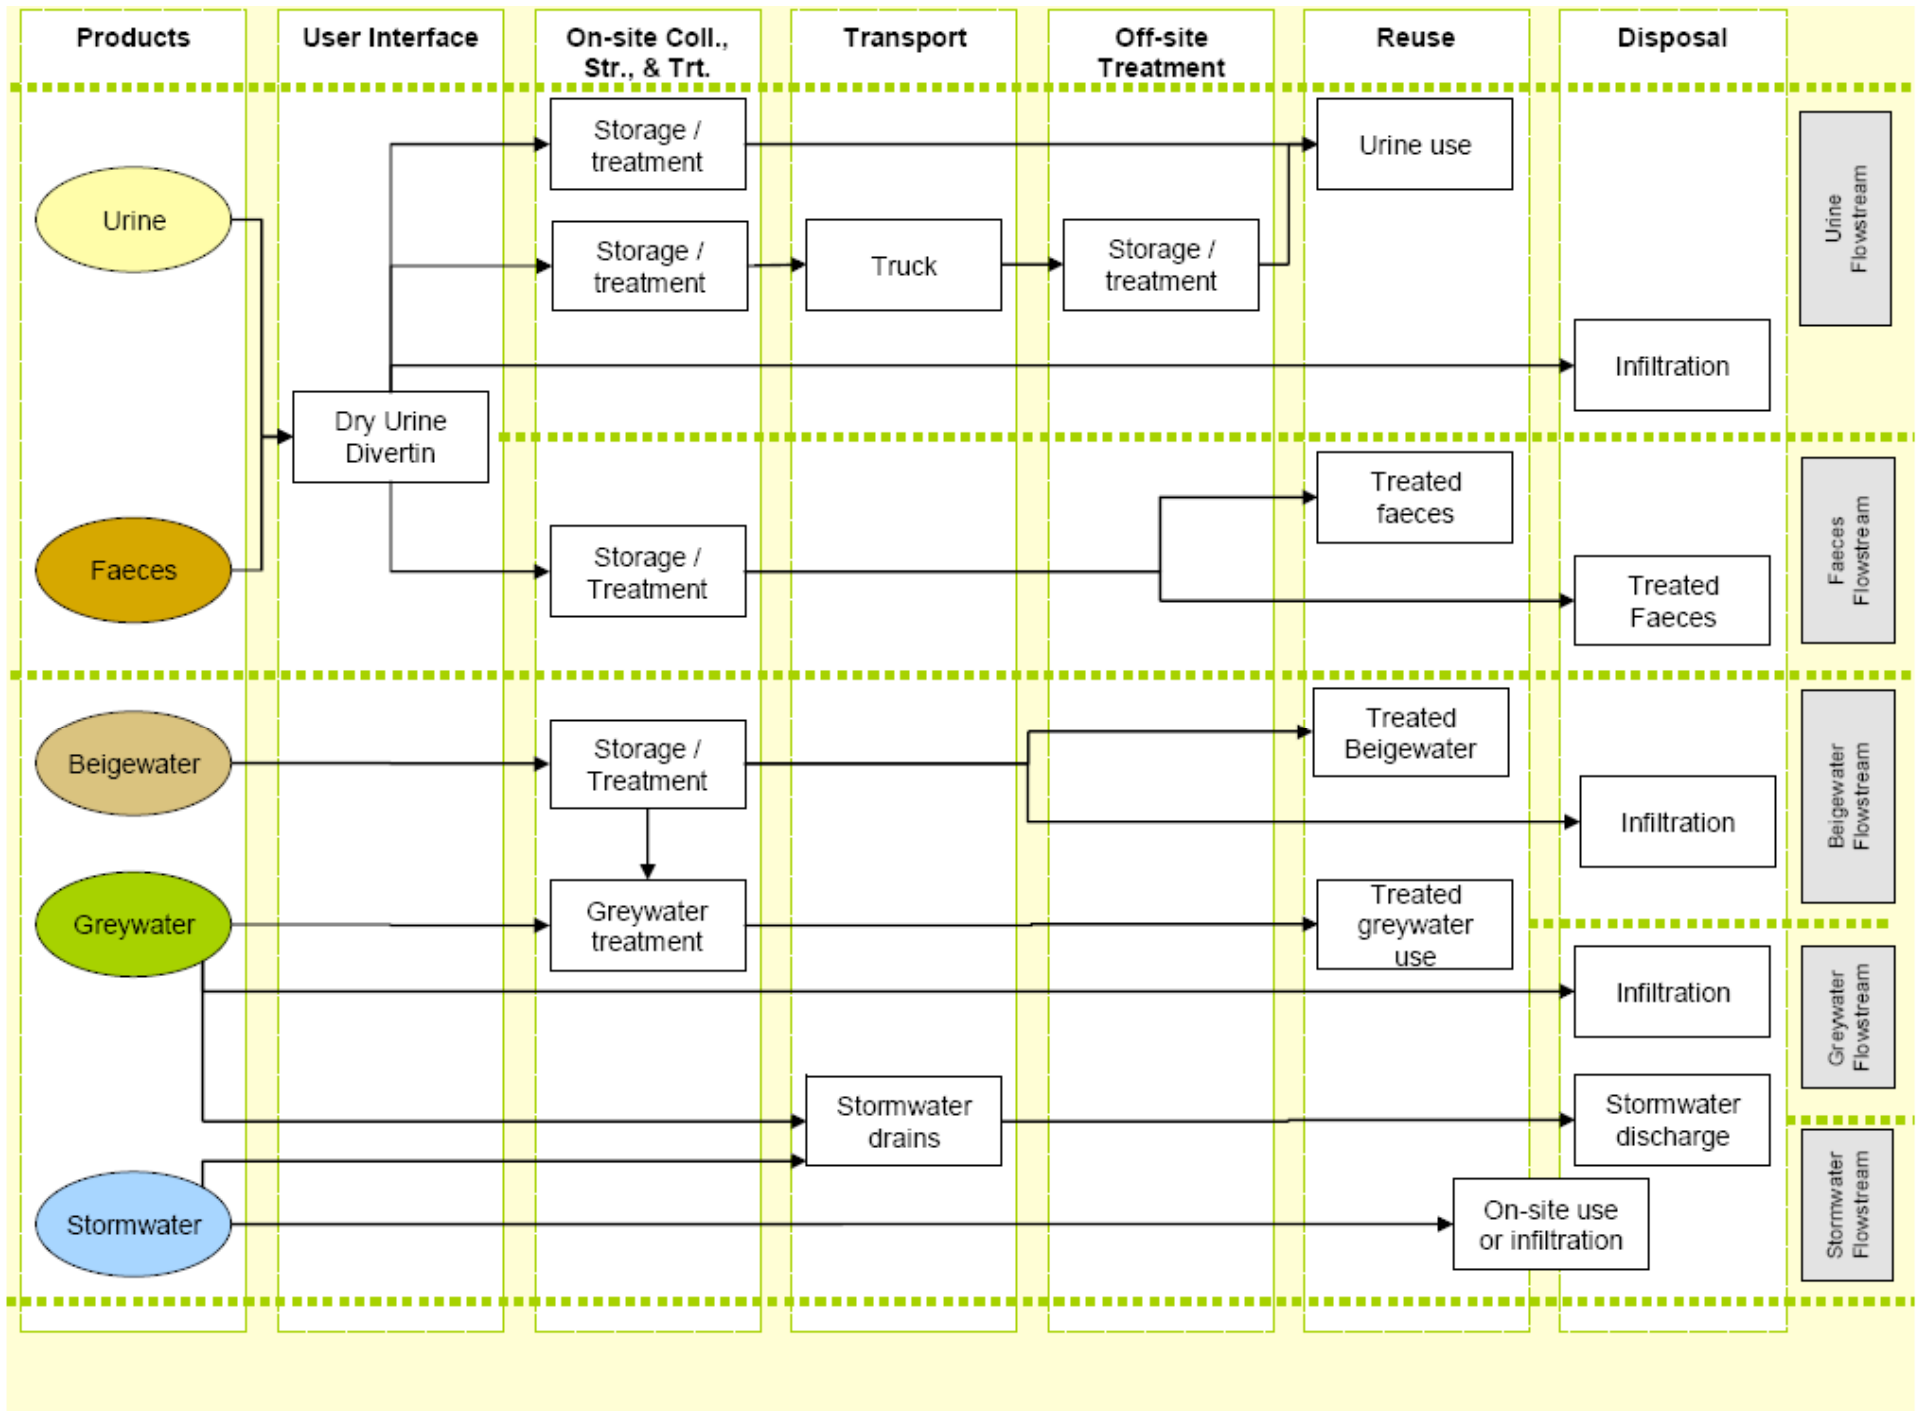 Products
User Interface
On-site Coll.,
Str., & Trt.
Transport
Off-site
Treatment
Reuse
Disposal
Storage /
treatment
Urine use
Urine
Flowstream
Urine
Storage /
treatment
Truck
Storage /
treatment
Infiltration
Dry Urine
Divertin
Treated
faeces
Faeces
Flowstream
Faeces
Storage /
Treatment
Treated
Faeces
Beigewater
Storage /
Treatment
Treated
Beigewater
Infiltration
Beigewater
Flowstream
Greywater
Greywater
treatment
Treated
greywater
use
Infiltration
Greywater
Flowstream
Stormwater
drains
Stormwater
discharge
Stormwater
On-site use
or infiltration
Stormwater
Flowstream